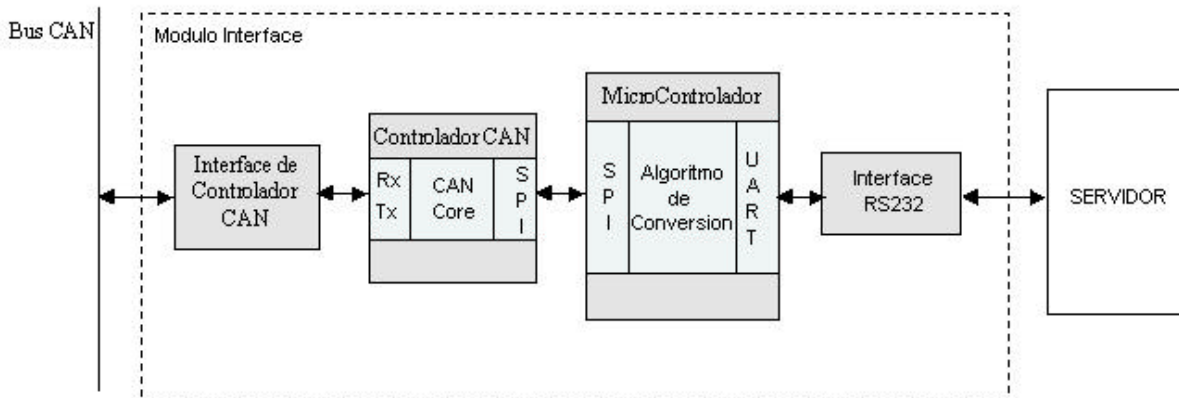 Bus CAN
Modulo Interface
Interface de
Controlador
CAN
Controlador CAN
Rx
Tx
CAN
Core
S
P
I
MicroControlador
S
P
I
Algoritmo
de
Conversion
U
A
R
T
Interface
RS232
SERVIDOR